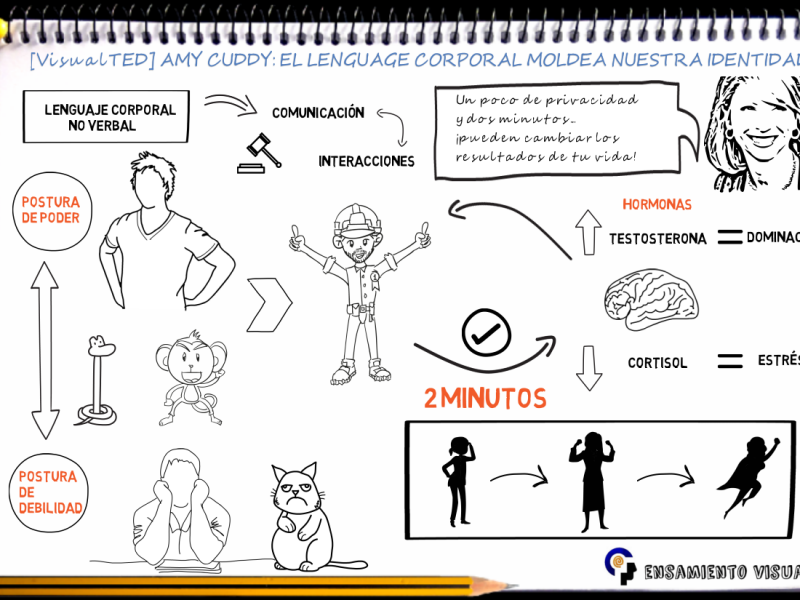 [VisualTED] AMY CUDDY: EL LENGUAGE CORPORAL MOLDEA NUESTRA IDENTIDAD
LENGUAJE CORPORAL
NO VERBAL
COMUNICACIÓN
INTERACCIONES
Un poco de privacidad
y dos minutos...
¡pueden cambiar los
resultados de tu vida!
POSTURA
DE PODER
HORMONAS
TESTOSTERONA = DOMINAC
CORTISOL = ESTRÉS
2 MINUTOS
POSTURA
DE
DEBILIDAD
ENSAMIENTO VISUA